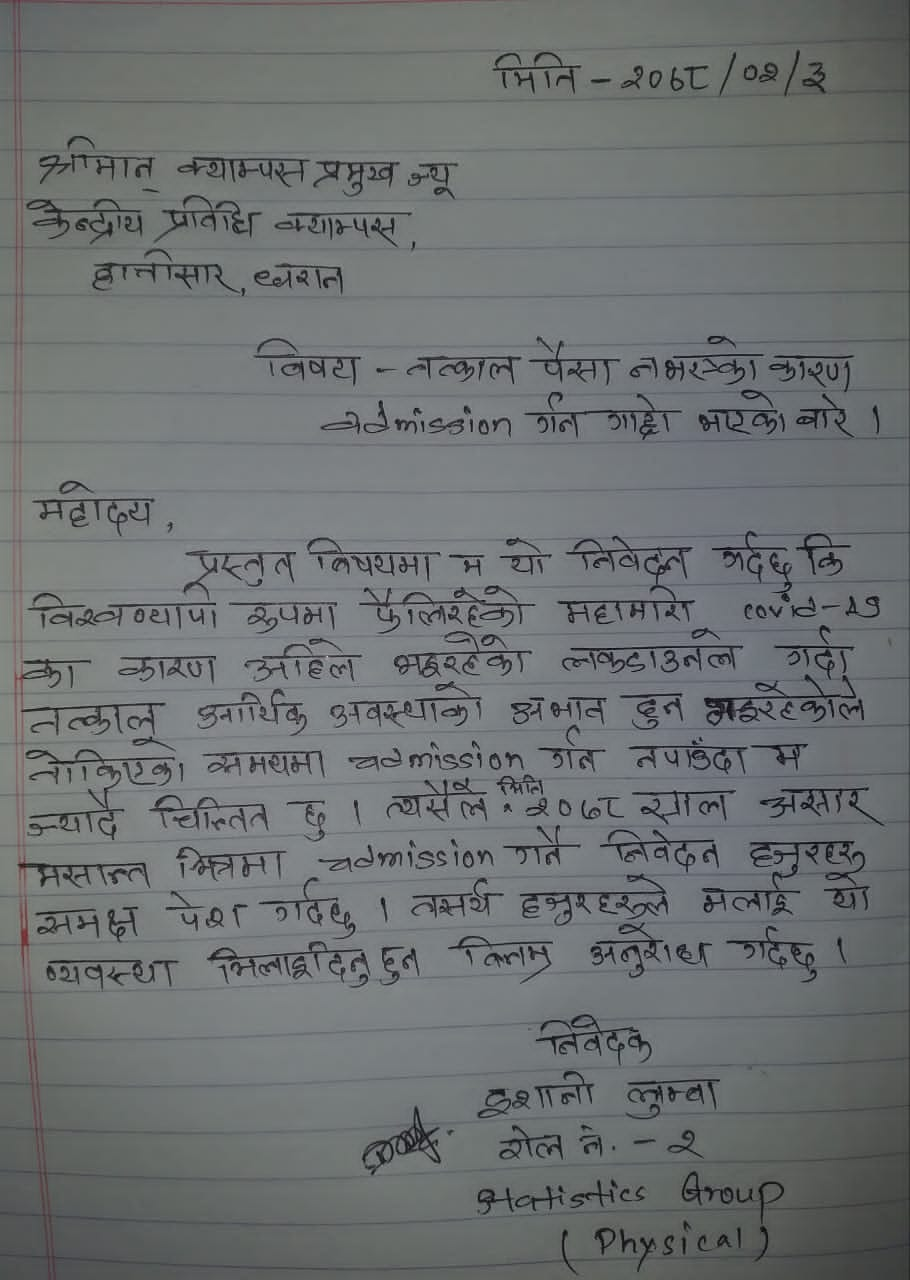 मिति - २०७८/०२/३
श्रीमान् क्याम्पस प्रमुख ज्यू
केन्द्रीय प्रविधि क्याम्पस,
हात्तीसार, धरान
विषय - तत्काल पैसा नभएको कारण
admission गर्न गाह्रो भएको बारे ।
महोदय,
प्रस्तुत विषयमा म यो निवेदन गर्दछु कि
विश्वव्यापी रुपमा फैलिरहेको महामारी covid-19
का कारण अहिले भइरहेको लकडाउनले गर्दा
तत्काल आर्थिक अवस्थाको अभाव हुन भइरहेकोले
तोकिएको समयमा admission गर्न नपाउँदा म
ज्यादै चिन्तित छु । त्यसैले मिति २०७८ साल असार
मसान्त भित्रमा admission गर्ने निवेदन हजुरहरु
समक्ष पेश गर्दछु । तसर्थ हजुरहरुले मलाई यो
व्यवस्था मिलाइदिनु हुन विनम्र अनुरोध गर्दछु ।
निवेदक
इशानी लुम्बा
रोल नं. - २
Statistics Group
(Physical)